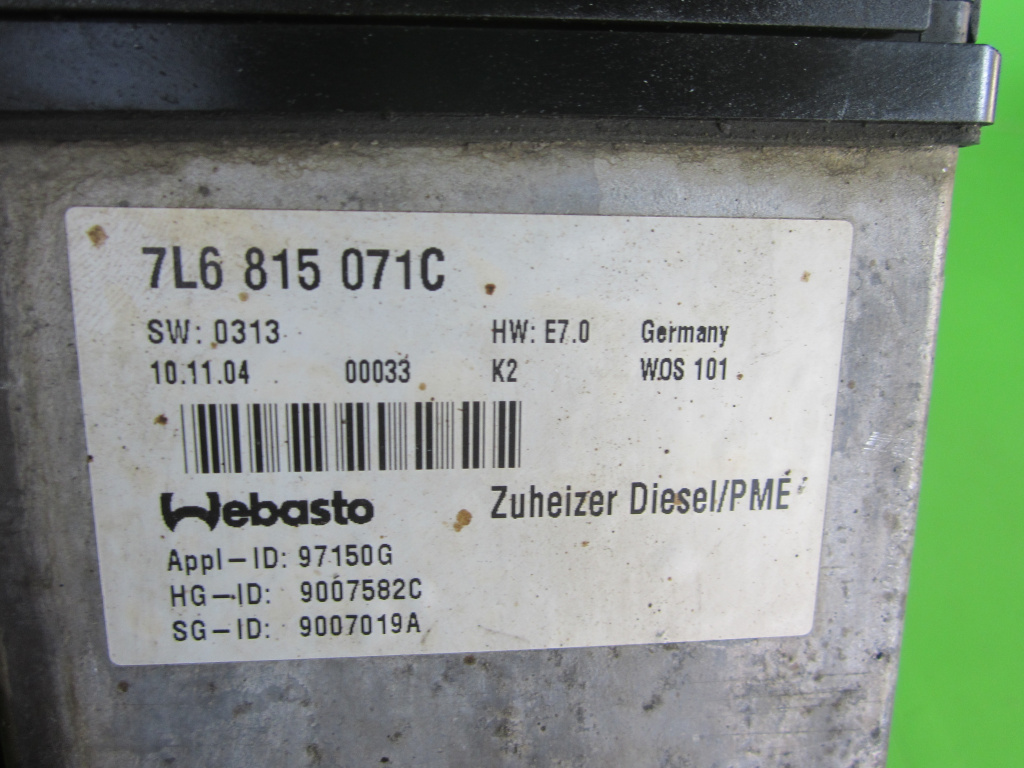 7L6 815 071C
SW: 0313 HW: E7.0 Germany
10.11.04 00033 K2 W.OS 101
Webasto Zuheizer Diesel/PME
Appl-ID: 97150G
HG-ID: 9007582C
SG-ID: 9007019A